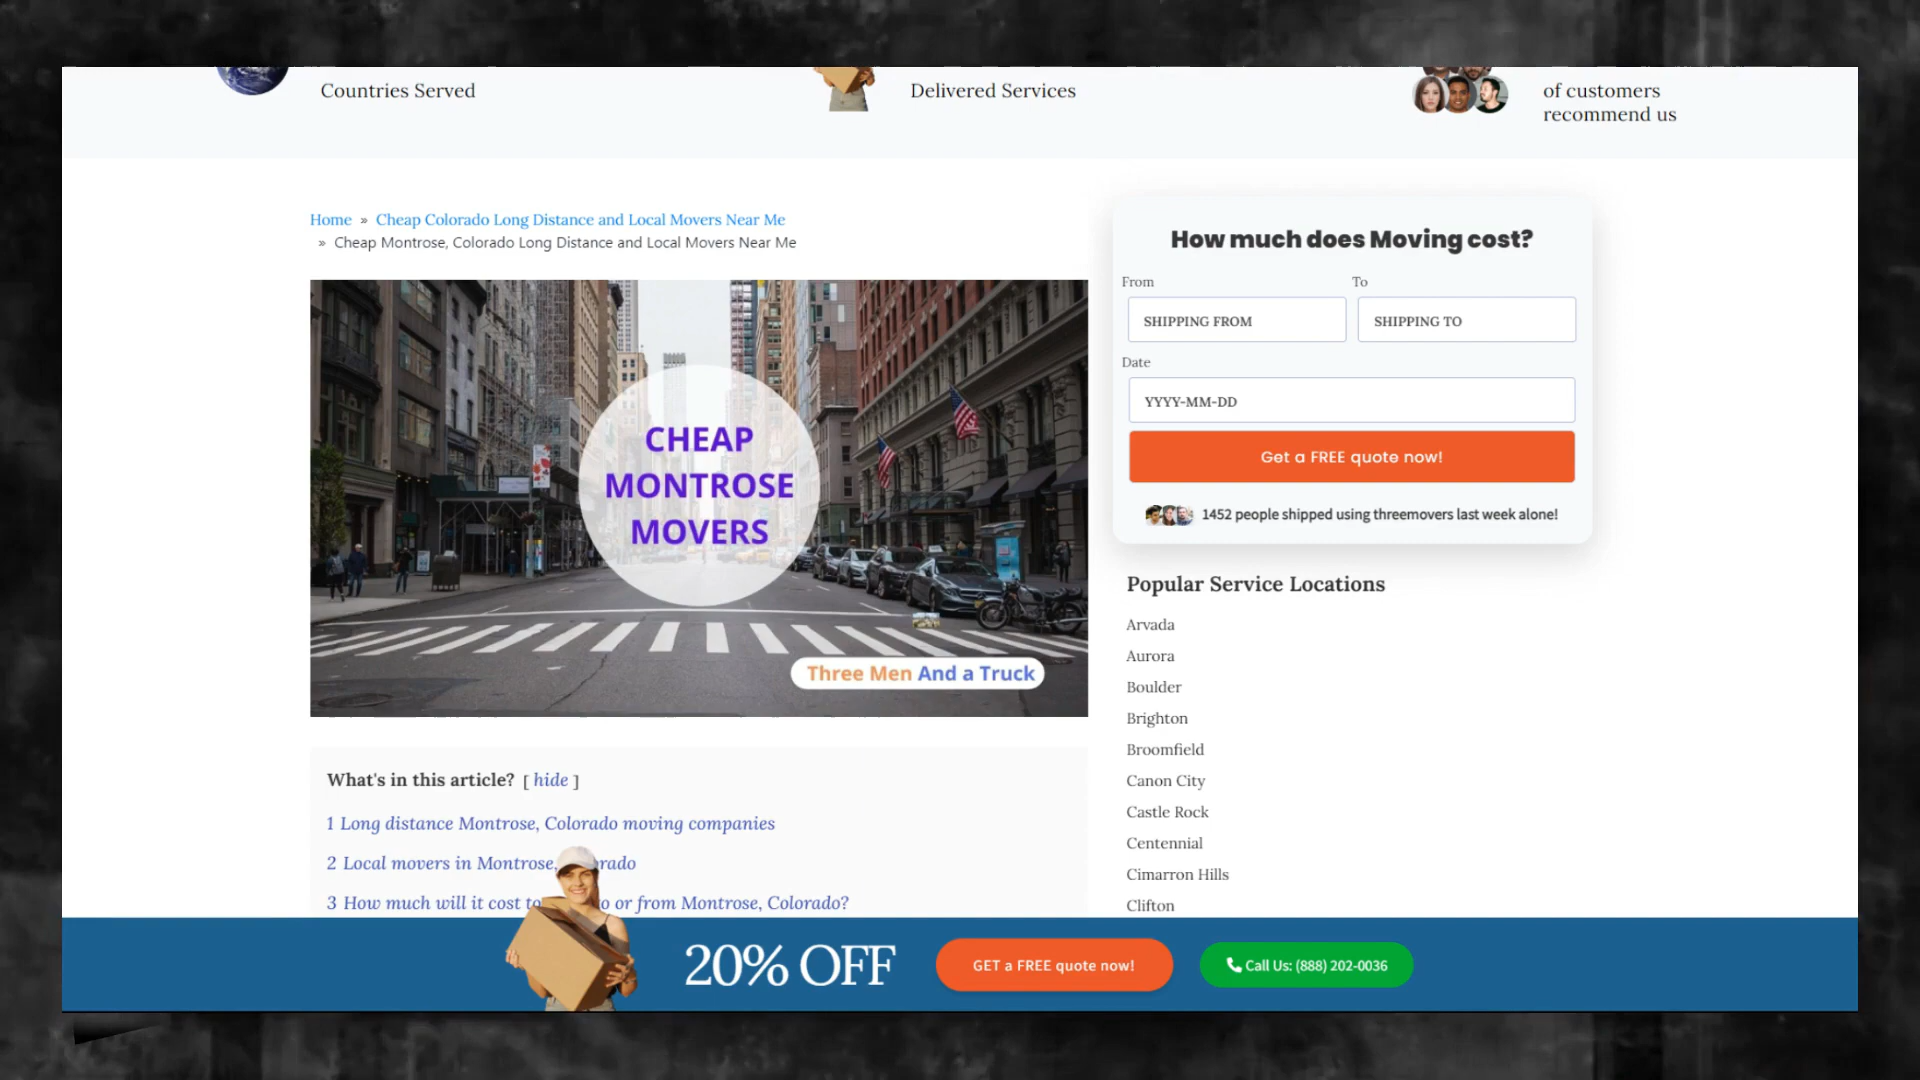 Countries Served
Delivered Services
of customers
recommend us
Home » Cheap Colorado Long Distance and Local Movers Near Me
» Cheap Montrose, Colorado Long Distance and Local Movers Near Me
CHEAP
MONTROSE
MOVERS
Three Men And a Truck
What's in this article? [ hide ]
1 Long distance Montrose, Colorado moving companies
2 Local movers in Montrose, rado
3 How much will it cost to o or from Montrose, Colorado?
How much does Moving cost?
From
To
SHIPPING FROM
SHIPPING TO
Date
YYYY-MM-DD
Get a FREE quote now!
1452 people shipped using threemovers last week alone!
Popular Service Locations
Arvada
Aurora
Boulder
Brighton
Broomfield
Canon City
Castle Rock
Centennial
Cimarron Hills
Clifton
20% OFF
GET a FREE quote now!
Call Us: (888) 202-0036